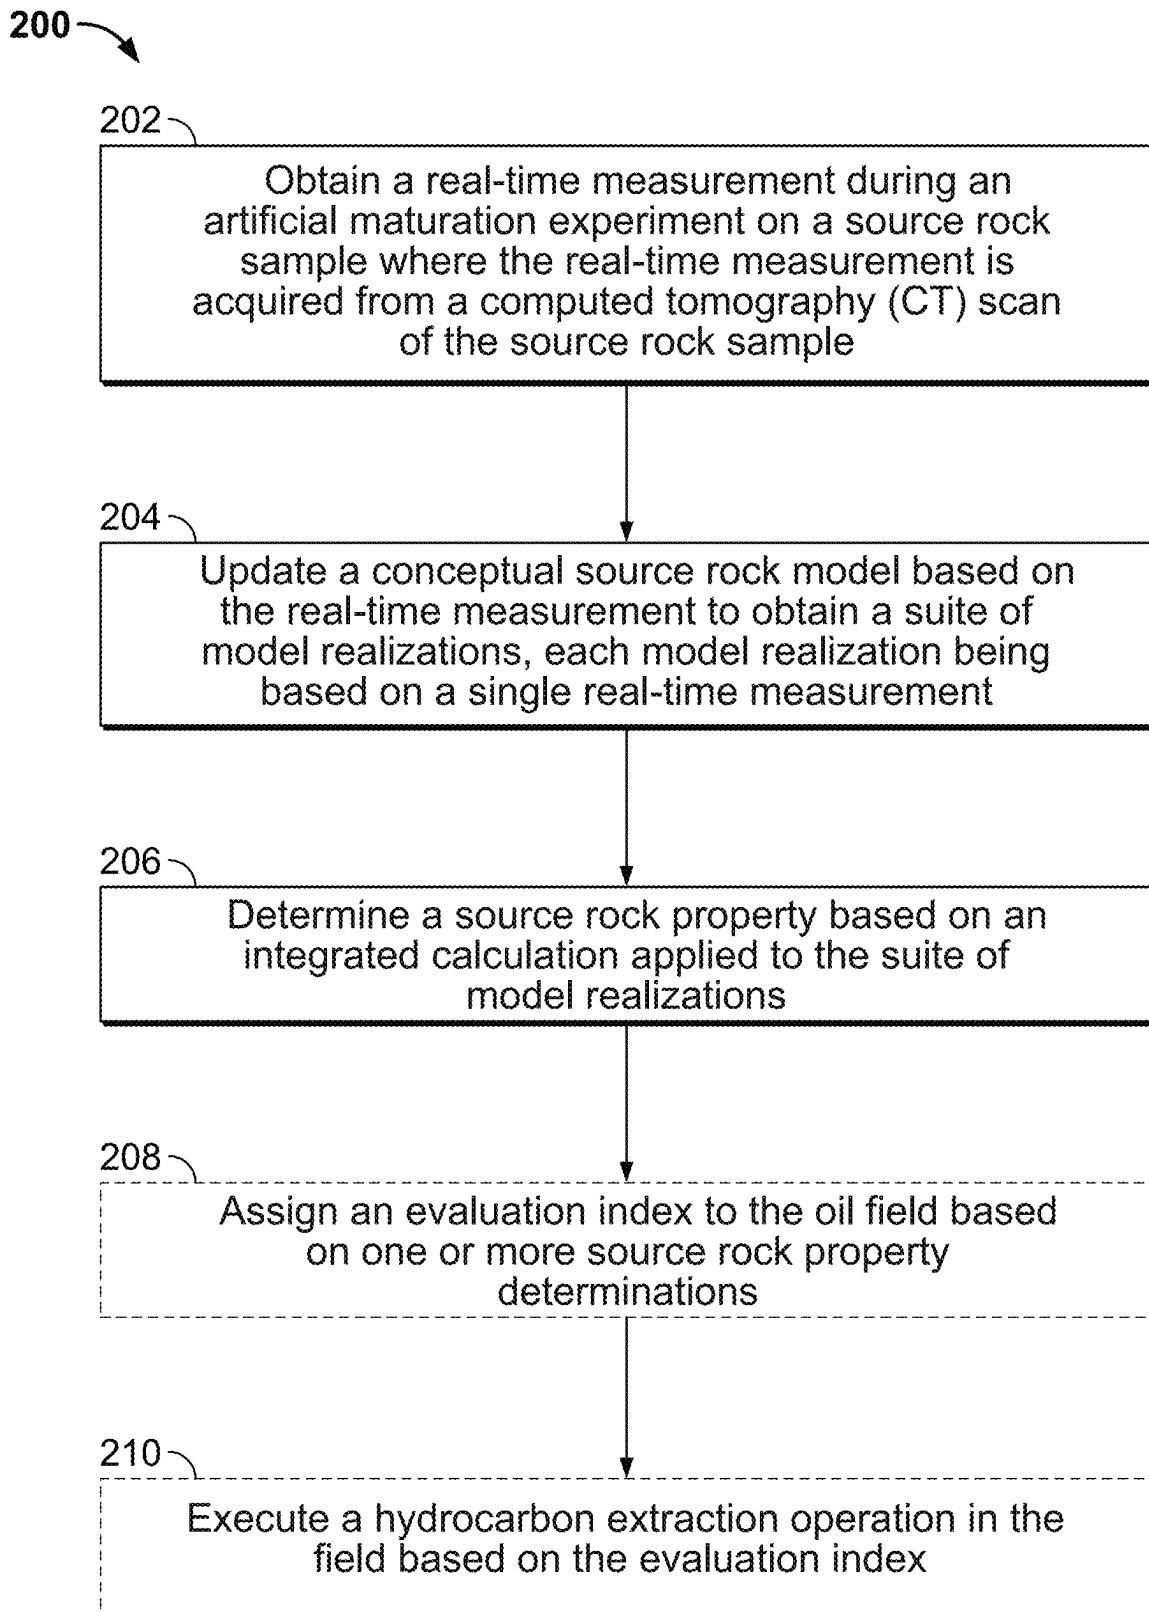 200
202
Obtain a real-time measurement during an
artificial maturation experiment on a source rock
sample where the real-time measurement is
acquired from a computed tomography (CT) scan
of the source rock sample
204
Update a conceptual source rock model based on
the real-time measurement to obtain a suite of
model realizations, each model realization being
based on a single real-time measurement
206
Determine a source rock property based on an
integrated calculation applied to the suite of
model realizations
208
Assign an evaluation index to the oil field based
on one or more source rock property
determinations
210
Execute a hydrocarbon extraction operation in the
field based on the evaluation index